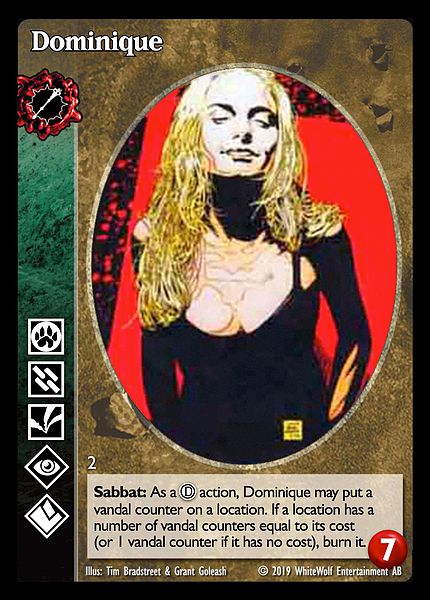 Dominique
2
Sabbat: As a Ⓓ action, Dominique may put a
vandal counter on a location. If a location has a
number of vandal counters equal to its cost
(or 1 vandal counter if it has no cost), burn it.
7
Illus: Tim Bradstreet & Grant Goleash © 2019 WhiteWolf Entertainment AB